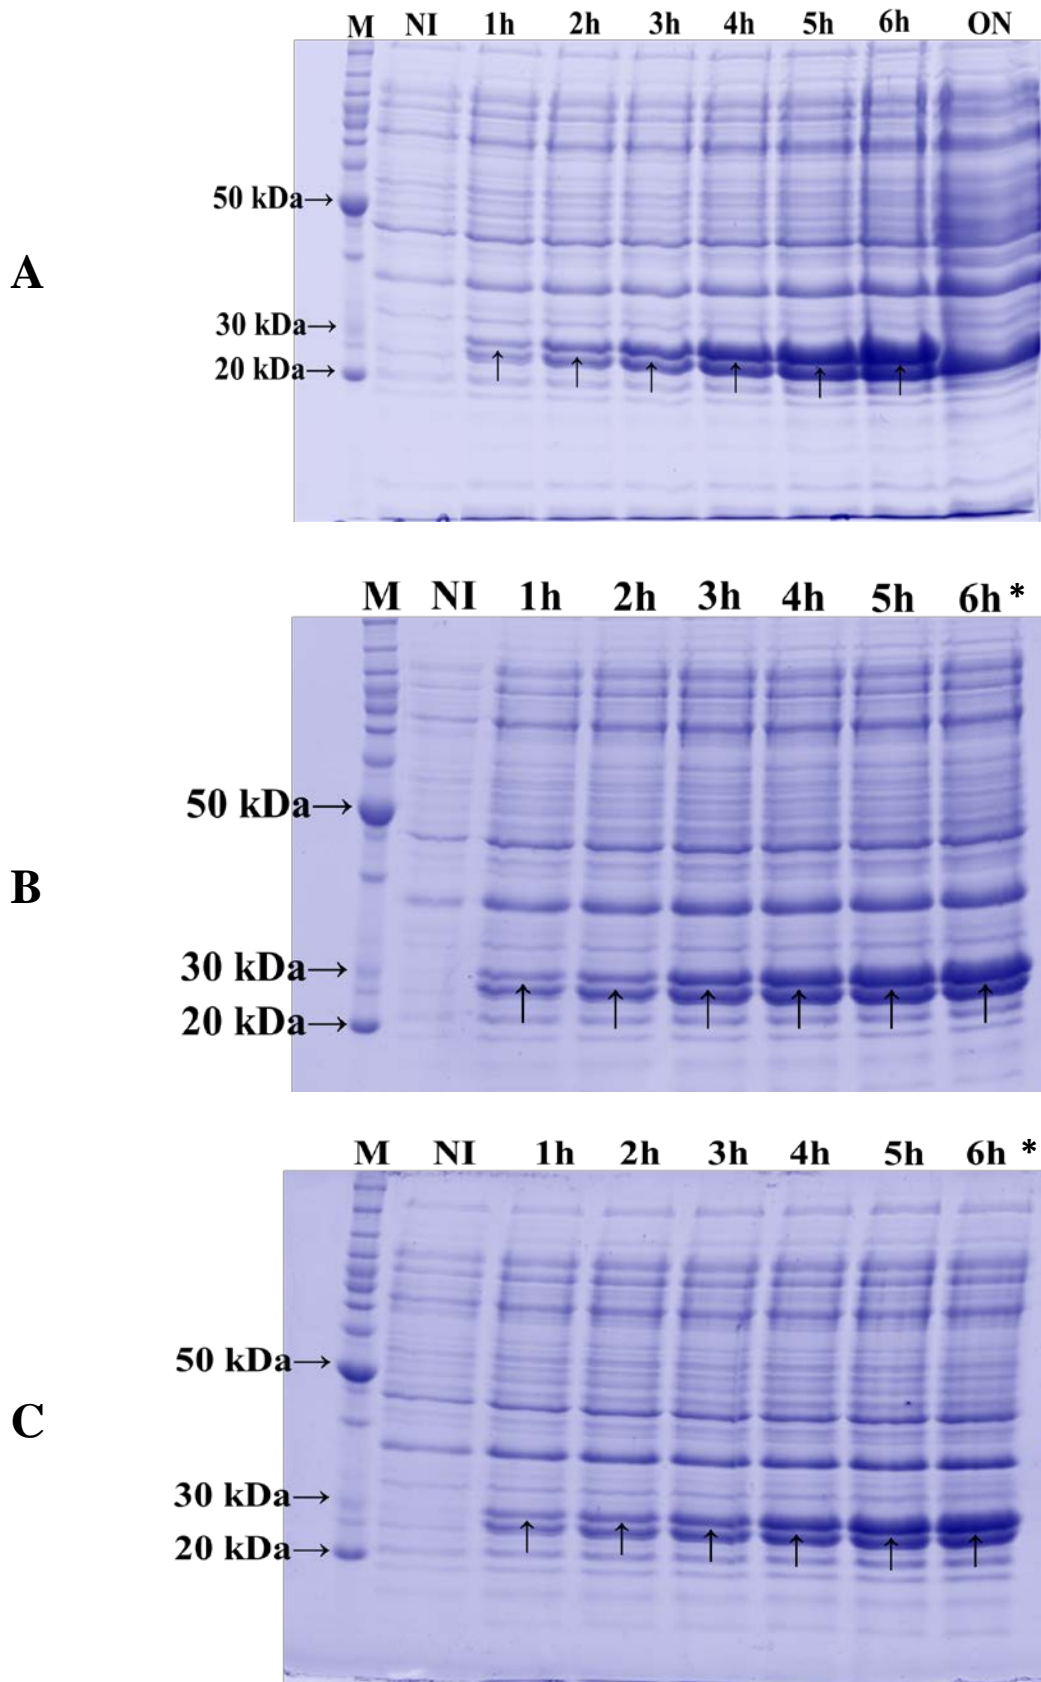 M NI 1h 2h 3h 4h 5h 6h ON
50 kDa→
A
30 kDa→
20 kDa→
↑ ↑ ↑ ↑ ↑ ↑
M NI 1h 2h 3h 4h 5h 6h *
50 kDa→
B
30 kDa→
20 kDa→
↑ ↑ ↑ ↑ ↑ ↑
M NI 1h 2h 3h 4h 5h 6h *
50 kDa→
C
30 kDa→
20 kDa→
↑ ↑ ↑ ↑ ↑ ↑